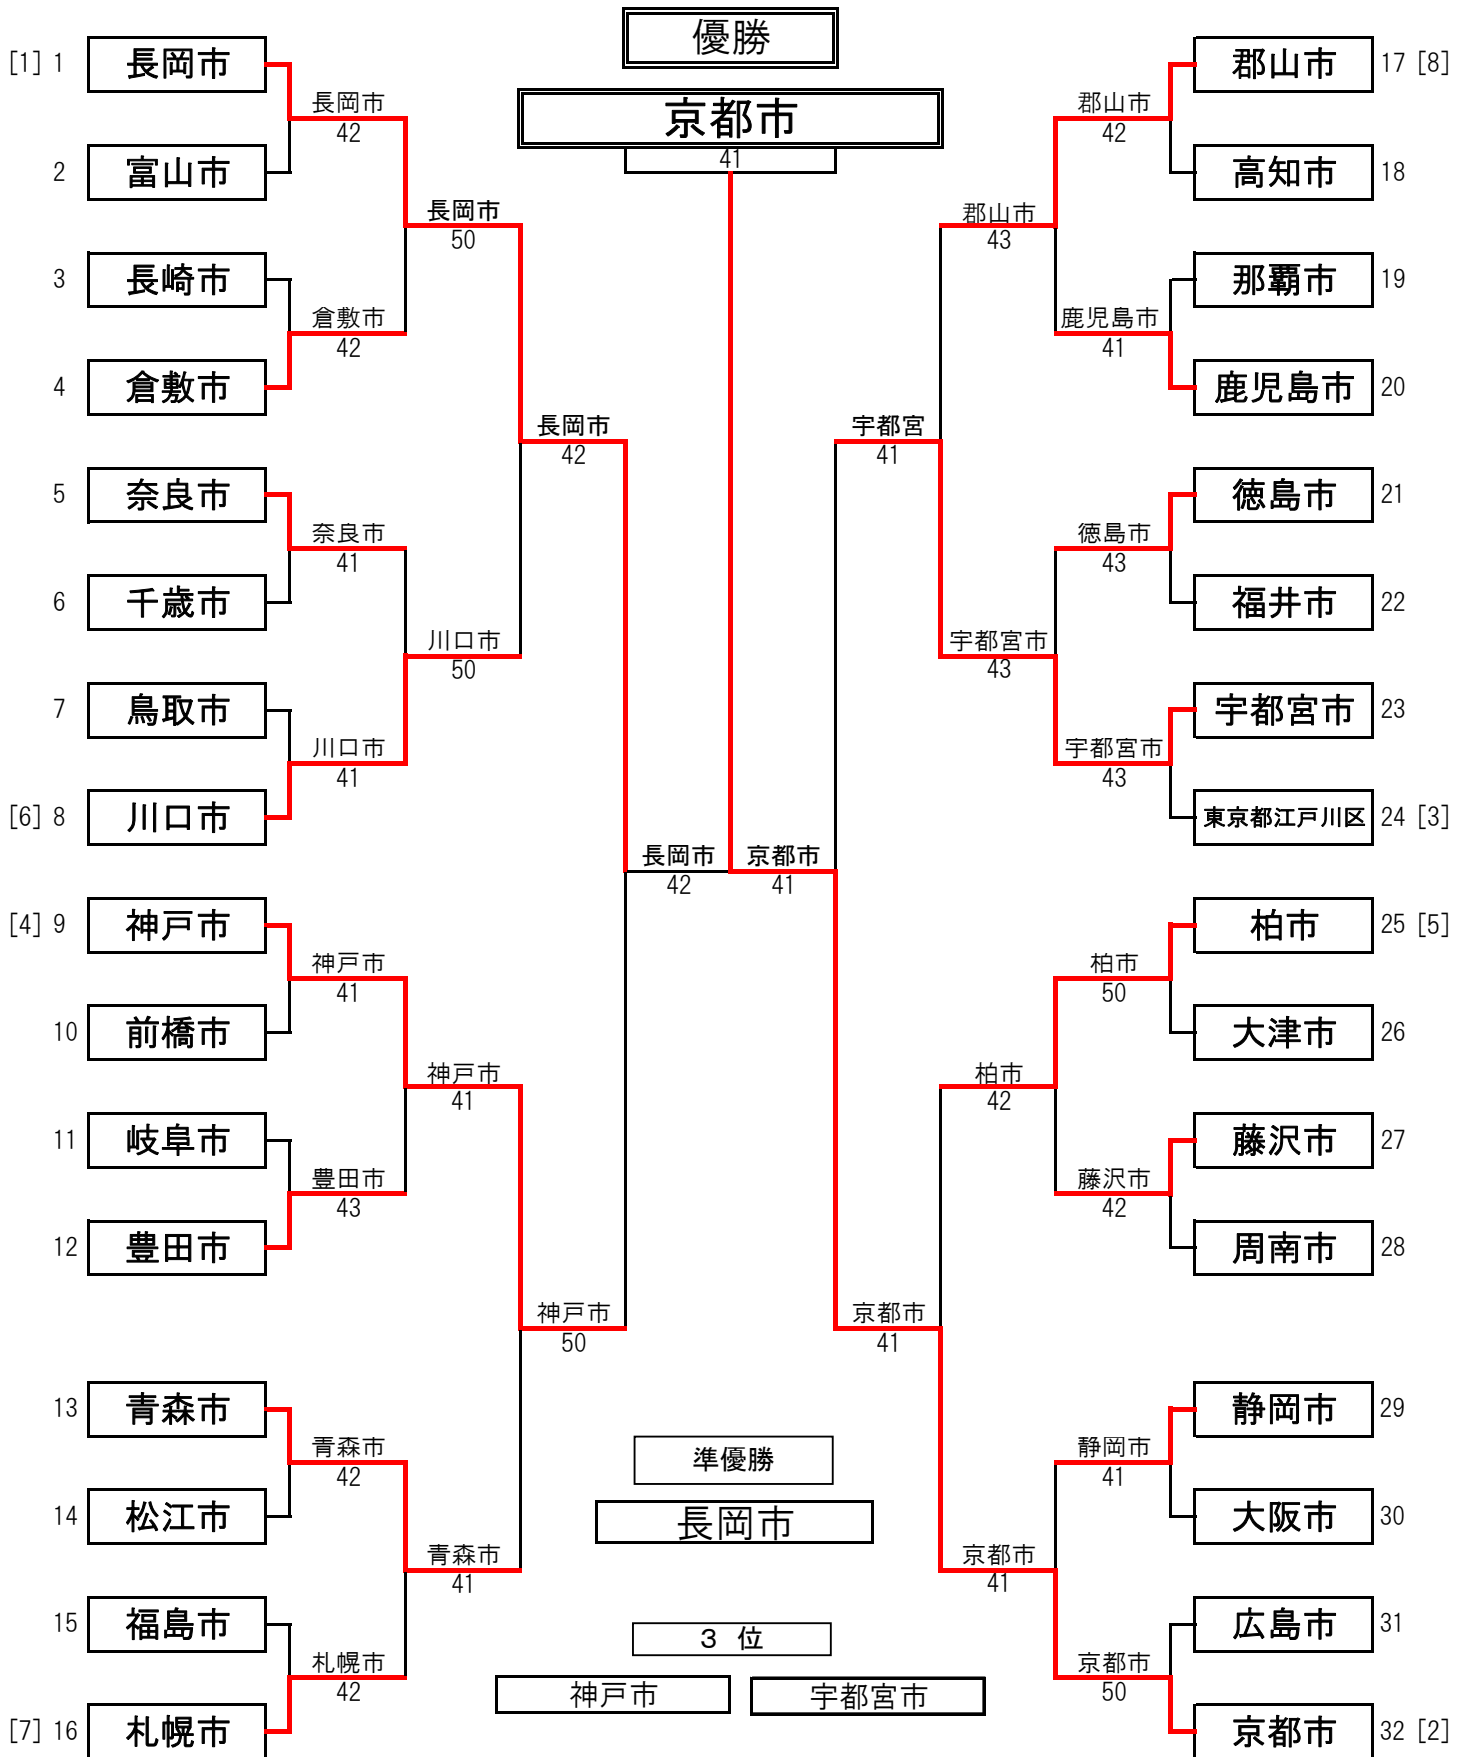 優勝
[1] 1 長岡市
郡山市 17 [8]
長岡市
42
京都市
41
郡山市
42
2 富山市
高知市 18
長岡市
50
郡山市
43
3 長崎市
那覇市 19
倉敷市
42
鹿児島市
41
4 倉敷市
鹿児島市 20
長岡市
42
宇都宮
41
5 奈良市
徳島市 21
奈良市
41
徳島市
43
6 千歳市
福井市 22
川口市
50
宇都宮市
43
7 鳥取市
宇都宮市 23
川口市
41
宇都宮市
43
[6] 8 川口市
東京都江戸川区 24 [3]
長岡市
42
京都市
41
[4] 9 神戸市
柏市 25 [5]
神戸市
41
柏市
50
10 前橋市
大津市 26
神戸市
41
柏市
42
11 岐阜市
藤沢市 27
豊田市
43
藤沢市
42
12 豊田市
周南市 28
神戸市
50
京都市
41
13 青森市
静岡市 29
青森市
42
準優勝
静岡市
41
14 松江市
長岡市
大阪市 30
青森市
41
京都市
41
15 福島市
3 位
広島市 31
札幌市
42
神戸市
宇都宮市
京都市
50
[7] 16 札幌市
京都市 32 [2]